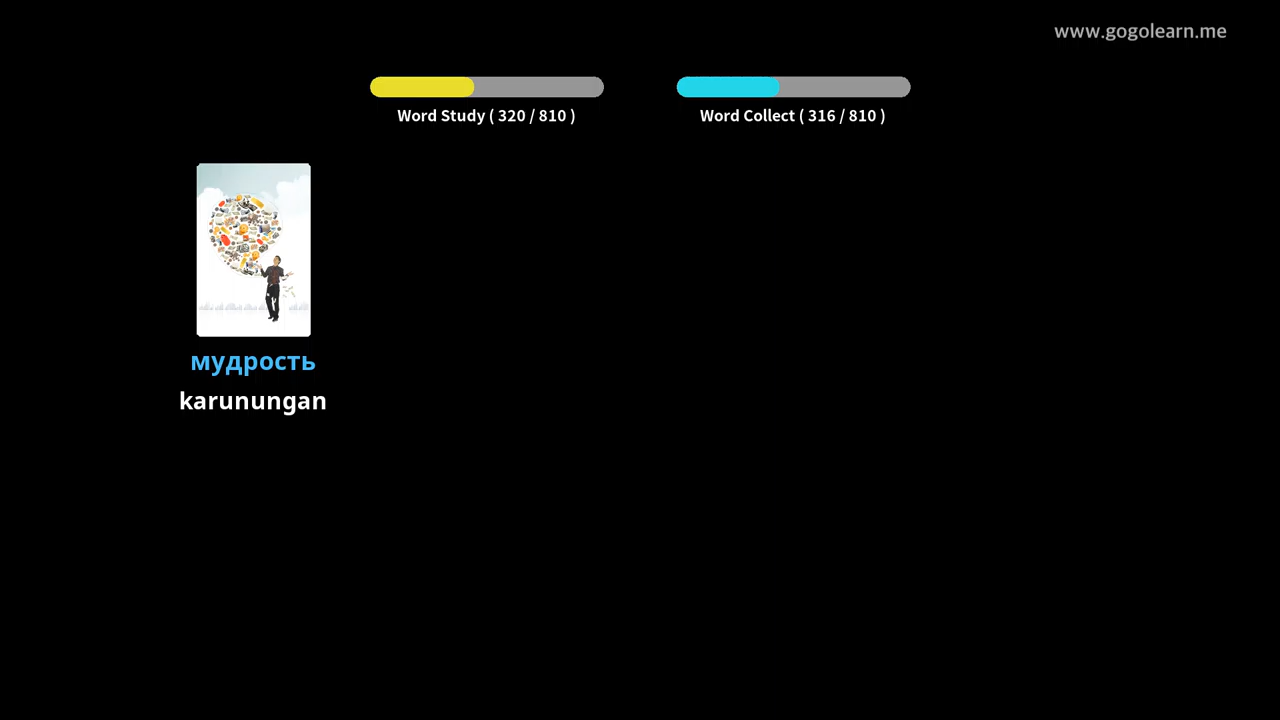 www.gogolearn.me
Word Study ( 320 / 810 )
Word Collect ( 316 / 810 )
мудрость
karunungan